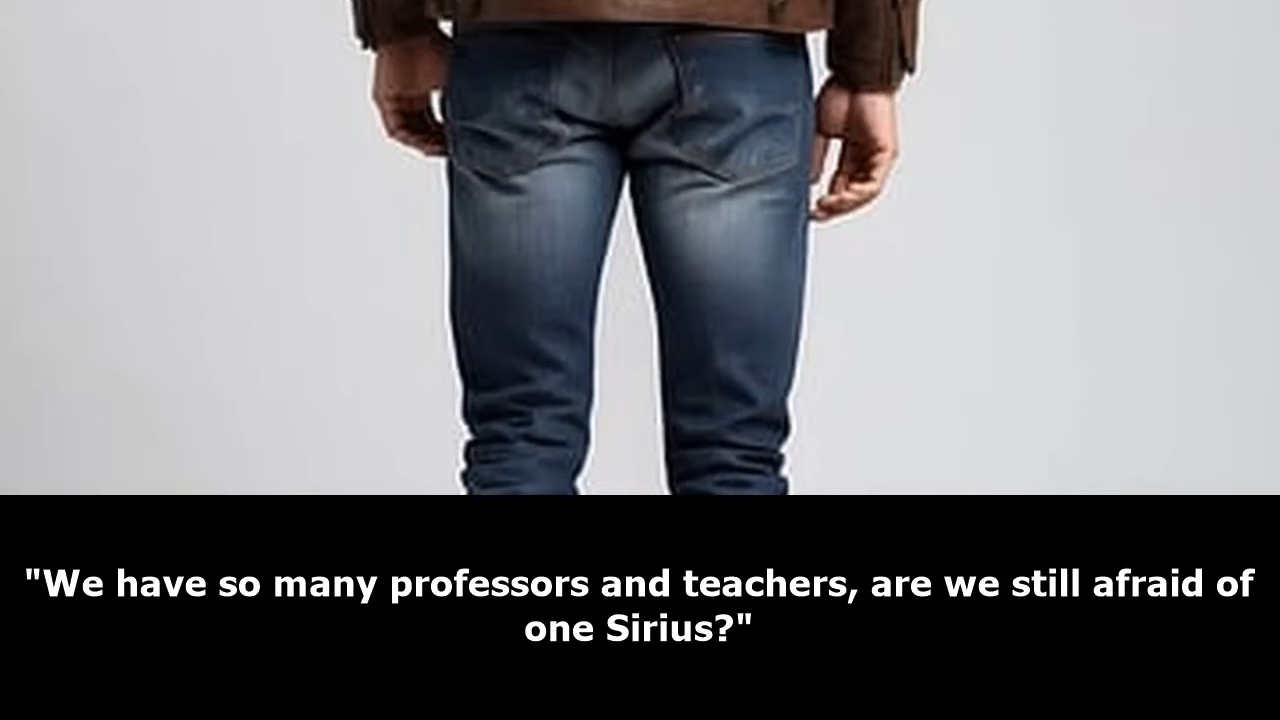 "We have so many professors and teachers, are we still afraid of
one Sirius?"